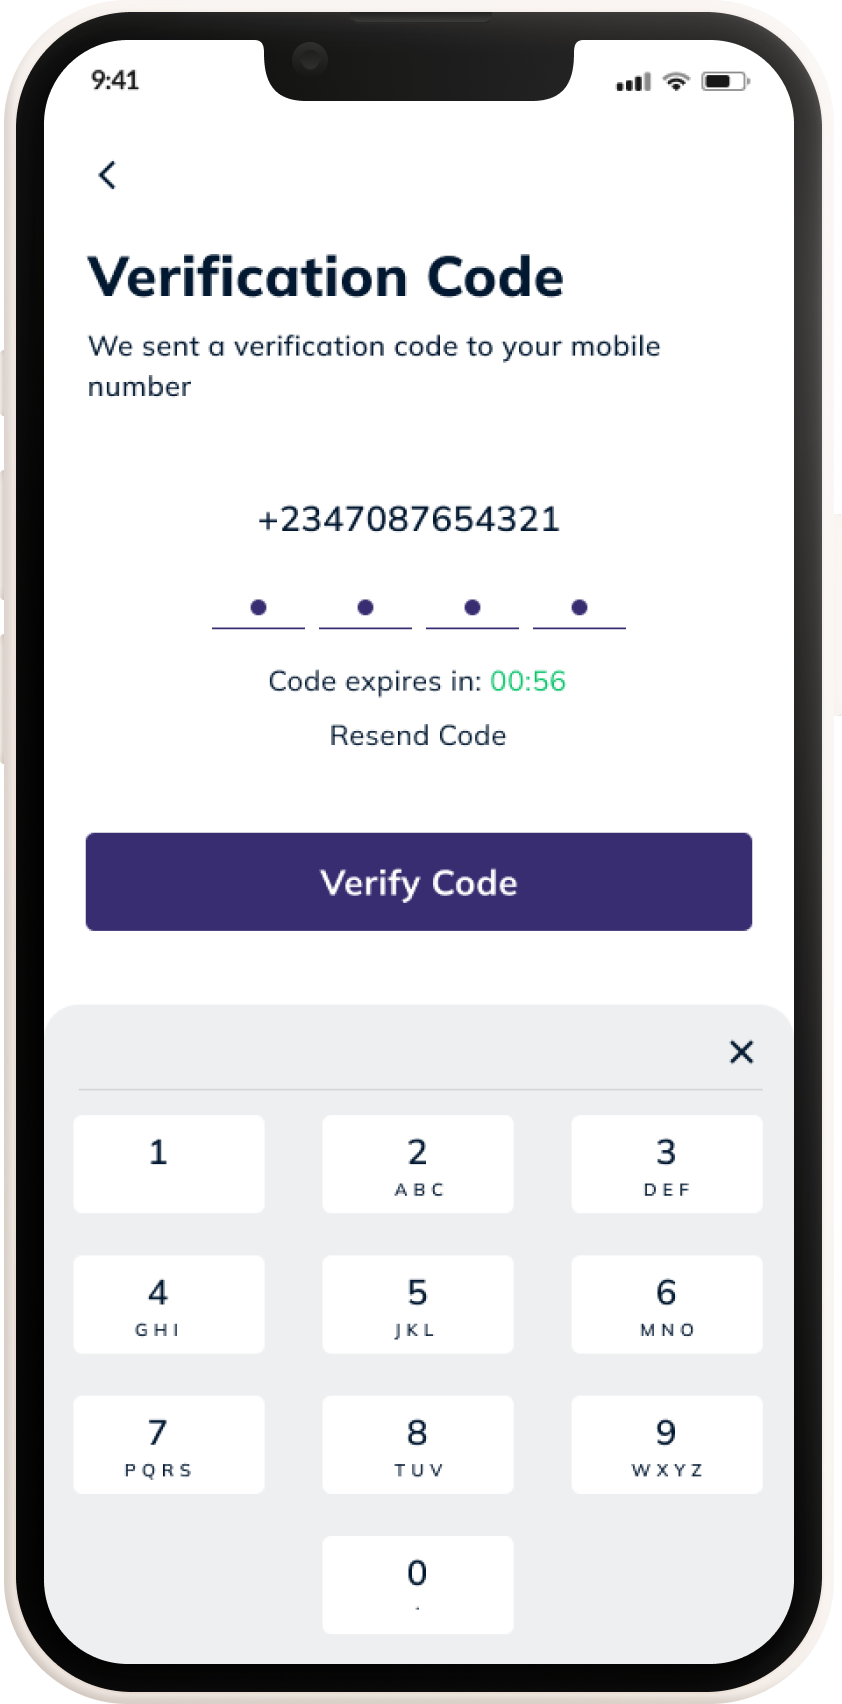 9:41
Verification Code
We sent a verification code to your mobile
number
+2347087654321
Code expires in: 00:56
Resend Code
Verify Code
1 2 3
ABC DEF
4 5 6
GHI JKL MNO
7 8 9
PQRS TUV WXYZ
0
.